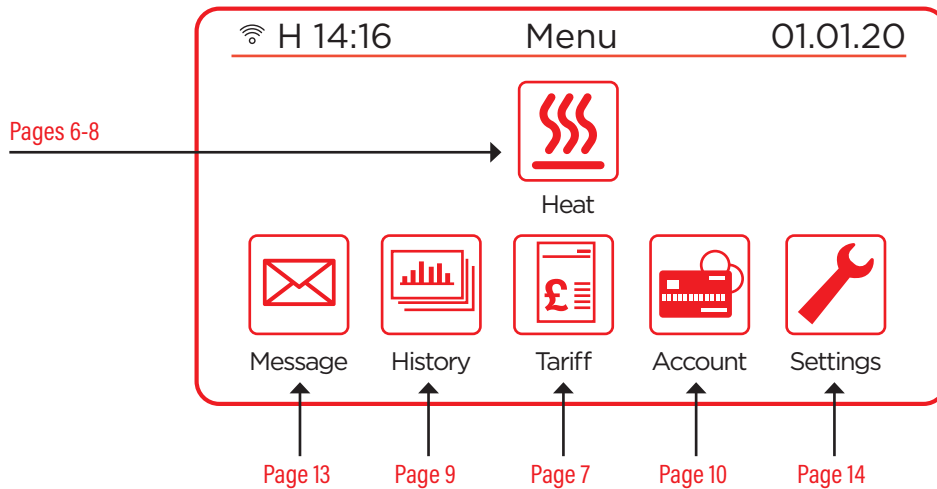 H 14:16 Menu 01.01.20
Pages 6-8
Heat
£
Message History Tariff Account Settings
Page 13 Page 9 Page 7 Page 10 Page 14